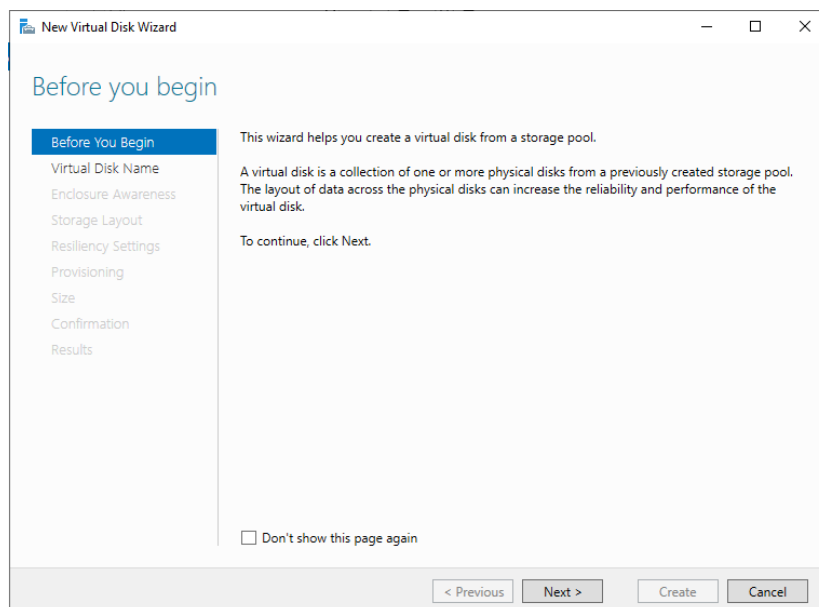 New Virtual Disk Wizard
Before you begin
Before You Begin
Virtual Disk Name
Enclosure Awareness
Storage Layout
Resiliency Settings
Provisioning
Size
Confirmation
Results
This wizard helps you create a virtual disk from a storage pool.
A virtual disk is a collection of one or more physical disks from a previously created storage pool.
The layout of data across the physical disks can increase the reliability and performance of the
virtual disk.
To continue, click Next.
Don't show this page again
< Previous
Next >
Create
Cancel